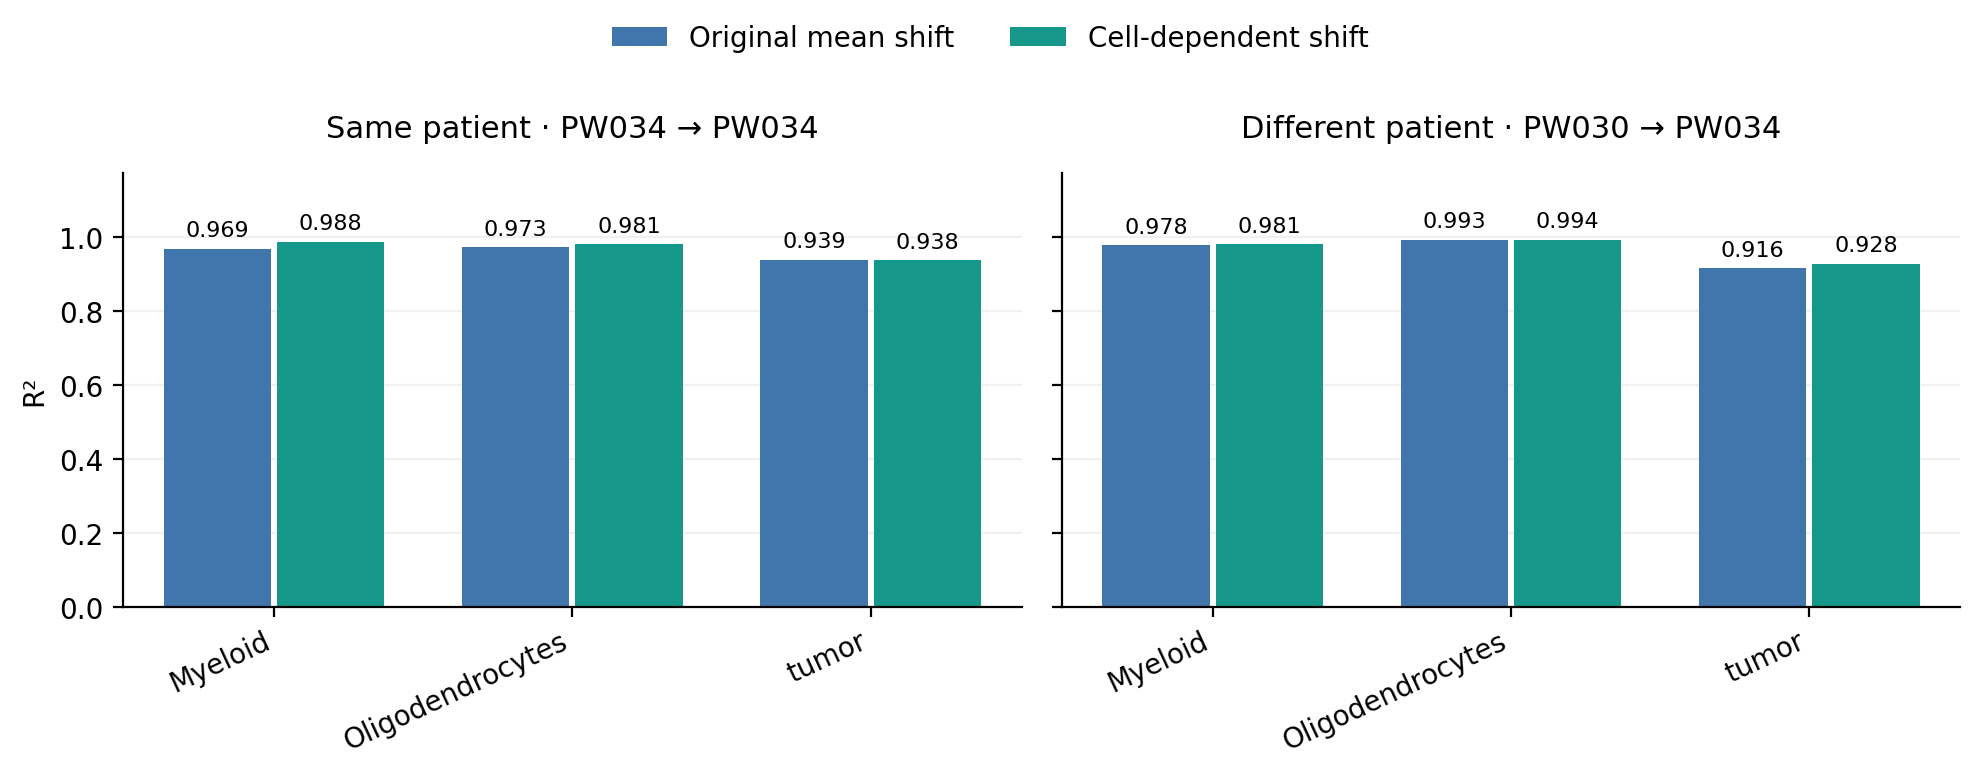 Original mean shift
Cell-dependent shift
Same patient · PW034 → PW034
R²
1.0
0.8
0.6
0.4
0.2
0.0
0.969
0.988
0.973
0.981
0.939
0.938
Myeloid
Oligodendrocytes
tumor
Different patient · PW030 → PW034
0.978
0.981
0.993
0.994
0.916
0.928
Myeloid
Oligodendrocytes
tumor